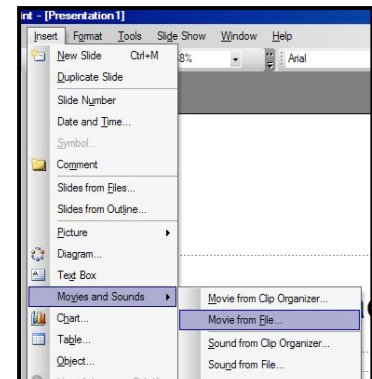 int - [Presentation1]
Insert Format Tools Slide Show Window Help
New Slide Ctrl+M 8% Arial
Duplicate Slide
Slide Number
Date and Time...
Symbol...
Comment
Slides from Files...
Slides from Outline...
Picture
Diagram...
Text Box
Movies and Sounds Movie from Clip Organizer...
Chart... Movie from File...
Table... Sound from Clip Organizer...
Object... Sound from File...